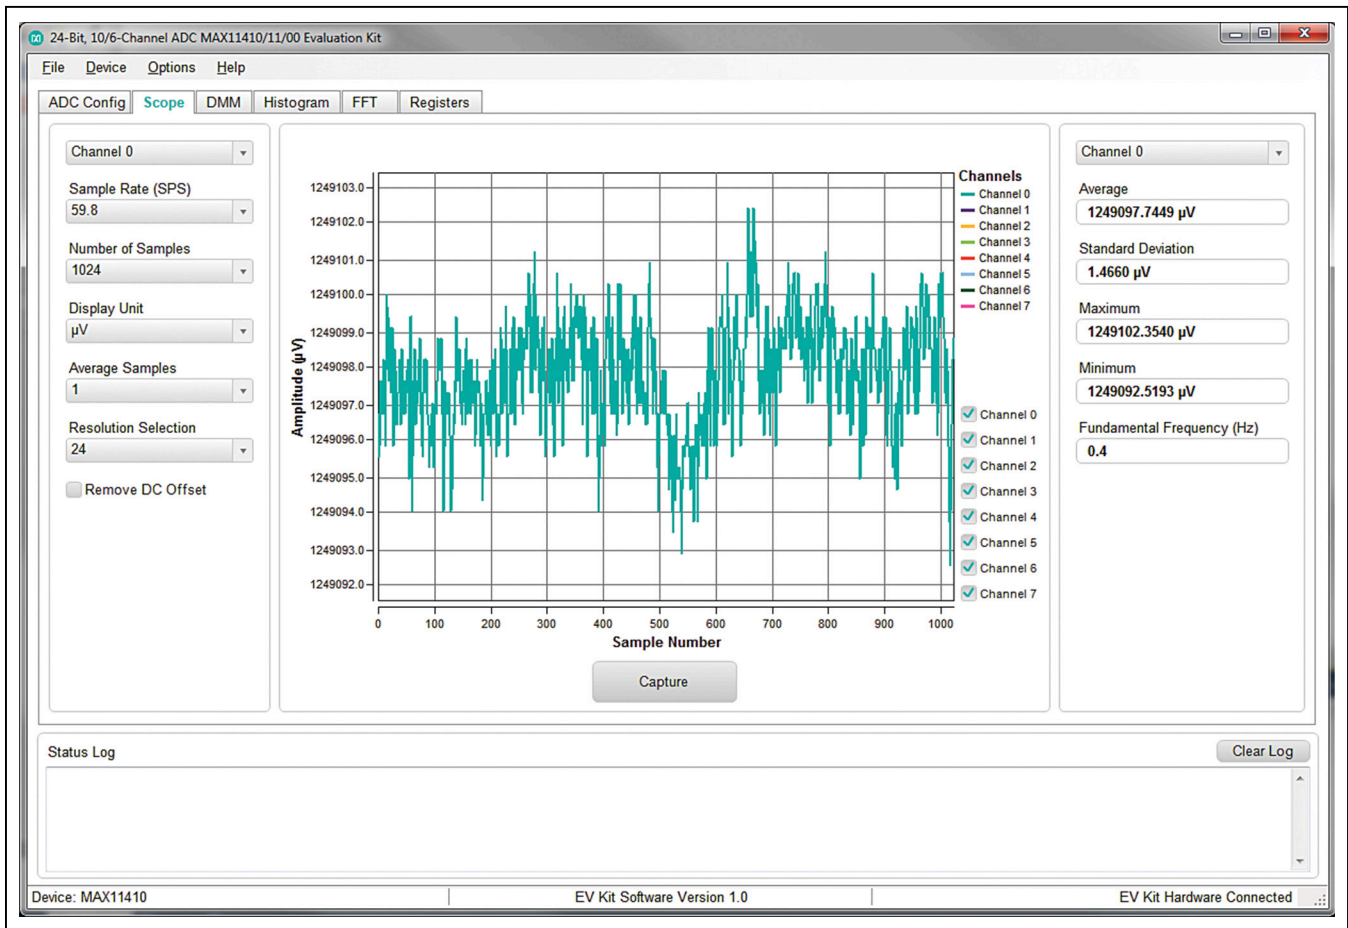 24-Bit, 10/6-Channel ADC MAX11410/11/00 Evaluation Kit
File Device Options Help
ADC Config Scope DMM Histogram FFT Registers
Channel 0
Sample Rate (SPS)
59.8
Number of Samples
1024
Display Unit
µV
Average Samples
1
Resolution Selection
24
Remove DC Offset
Amplitude (µV)
1249103.0
1249102.0
1249101.0
1249100.0
1249099.0
1249098.0
1249097.0
1249096.0
1249095.0
1249094.0
1249093.0
1249092.0
0 100 200 300 400 500 600 700 800 900 1000
Sample Number
Capture
Channels
Channel 0
Channel 1
Channel 2
Channel 3
Channel 4
Channel 5
Channel 6
Channel 7
Channel 0
Channel 1
Channel 2
Channel 3
Channel 4
Channel 5
Channel 6
Channel 7
Channel 0
Average
1249097.7449 µV
Standard Deviation
1.4660 µV
Maximum
1249102.3540 µV
Minimum
1249092.5193 µV
Fundamental Frequency (Hz)
0.4
Status Log
Clear Log
Device: MAX11410
EV Kit Software Version 1.0
EV Kit Hardware Connected